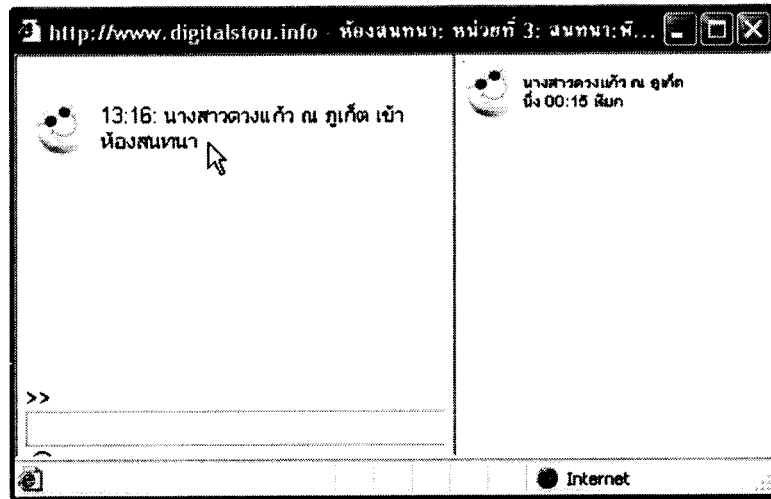 http://www.digitalstou.info - ห้องสนทนา: หน่วยที่ 3: สนทนา:พั...
13:16: นางสาวดวงแก้ว ณ ภูเก็ต เข้า
ห้องสนทนา
นางสาวดวงแก้ว ณ ภูเก็ต
นิ่ง 00:15
>>
Internet